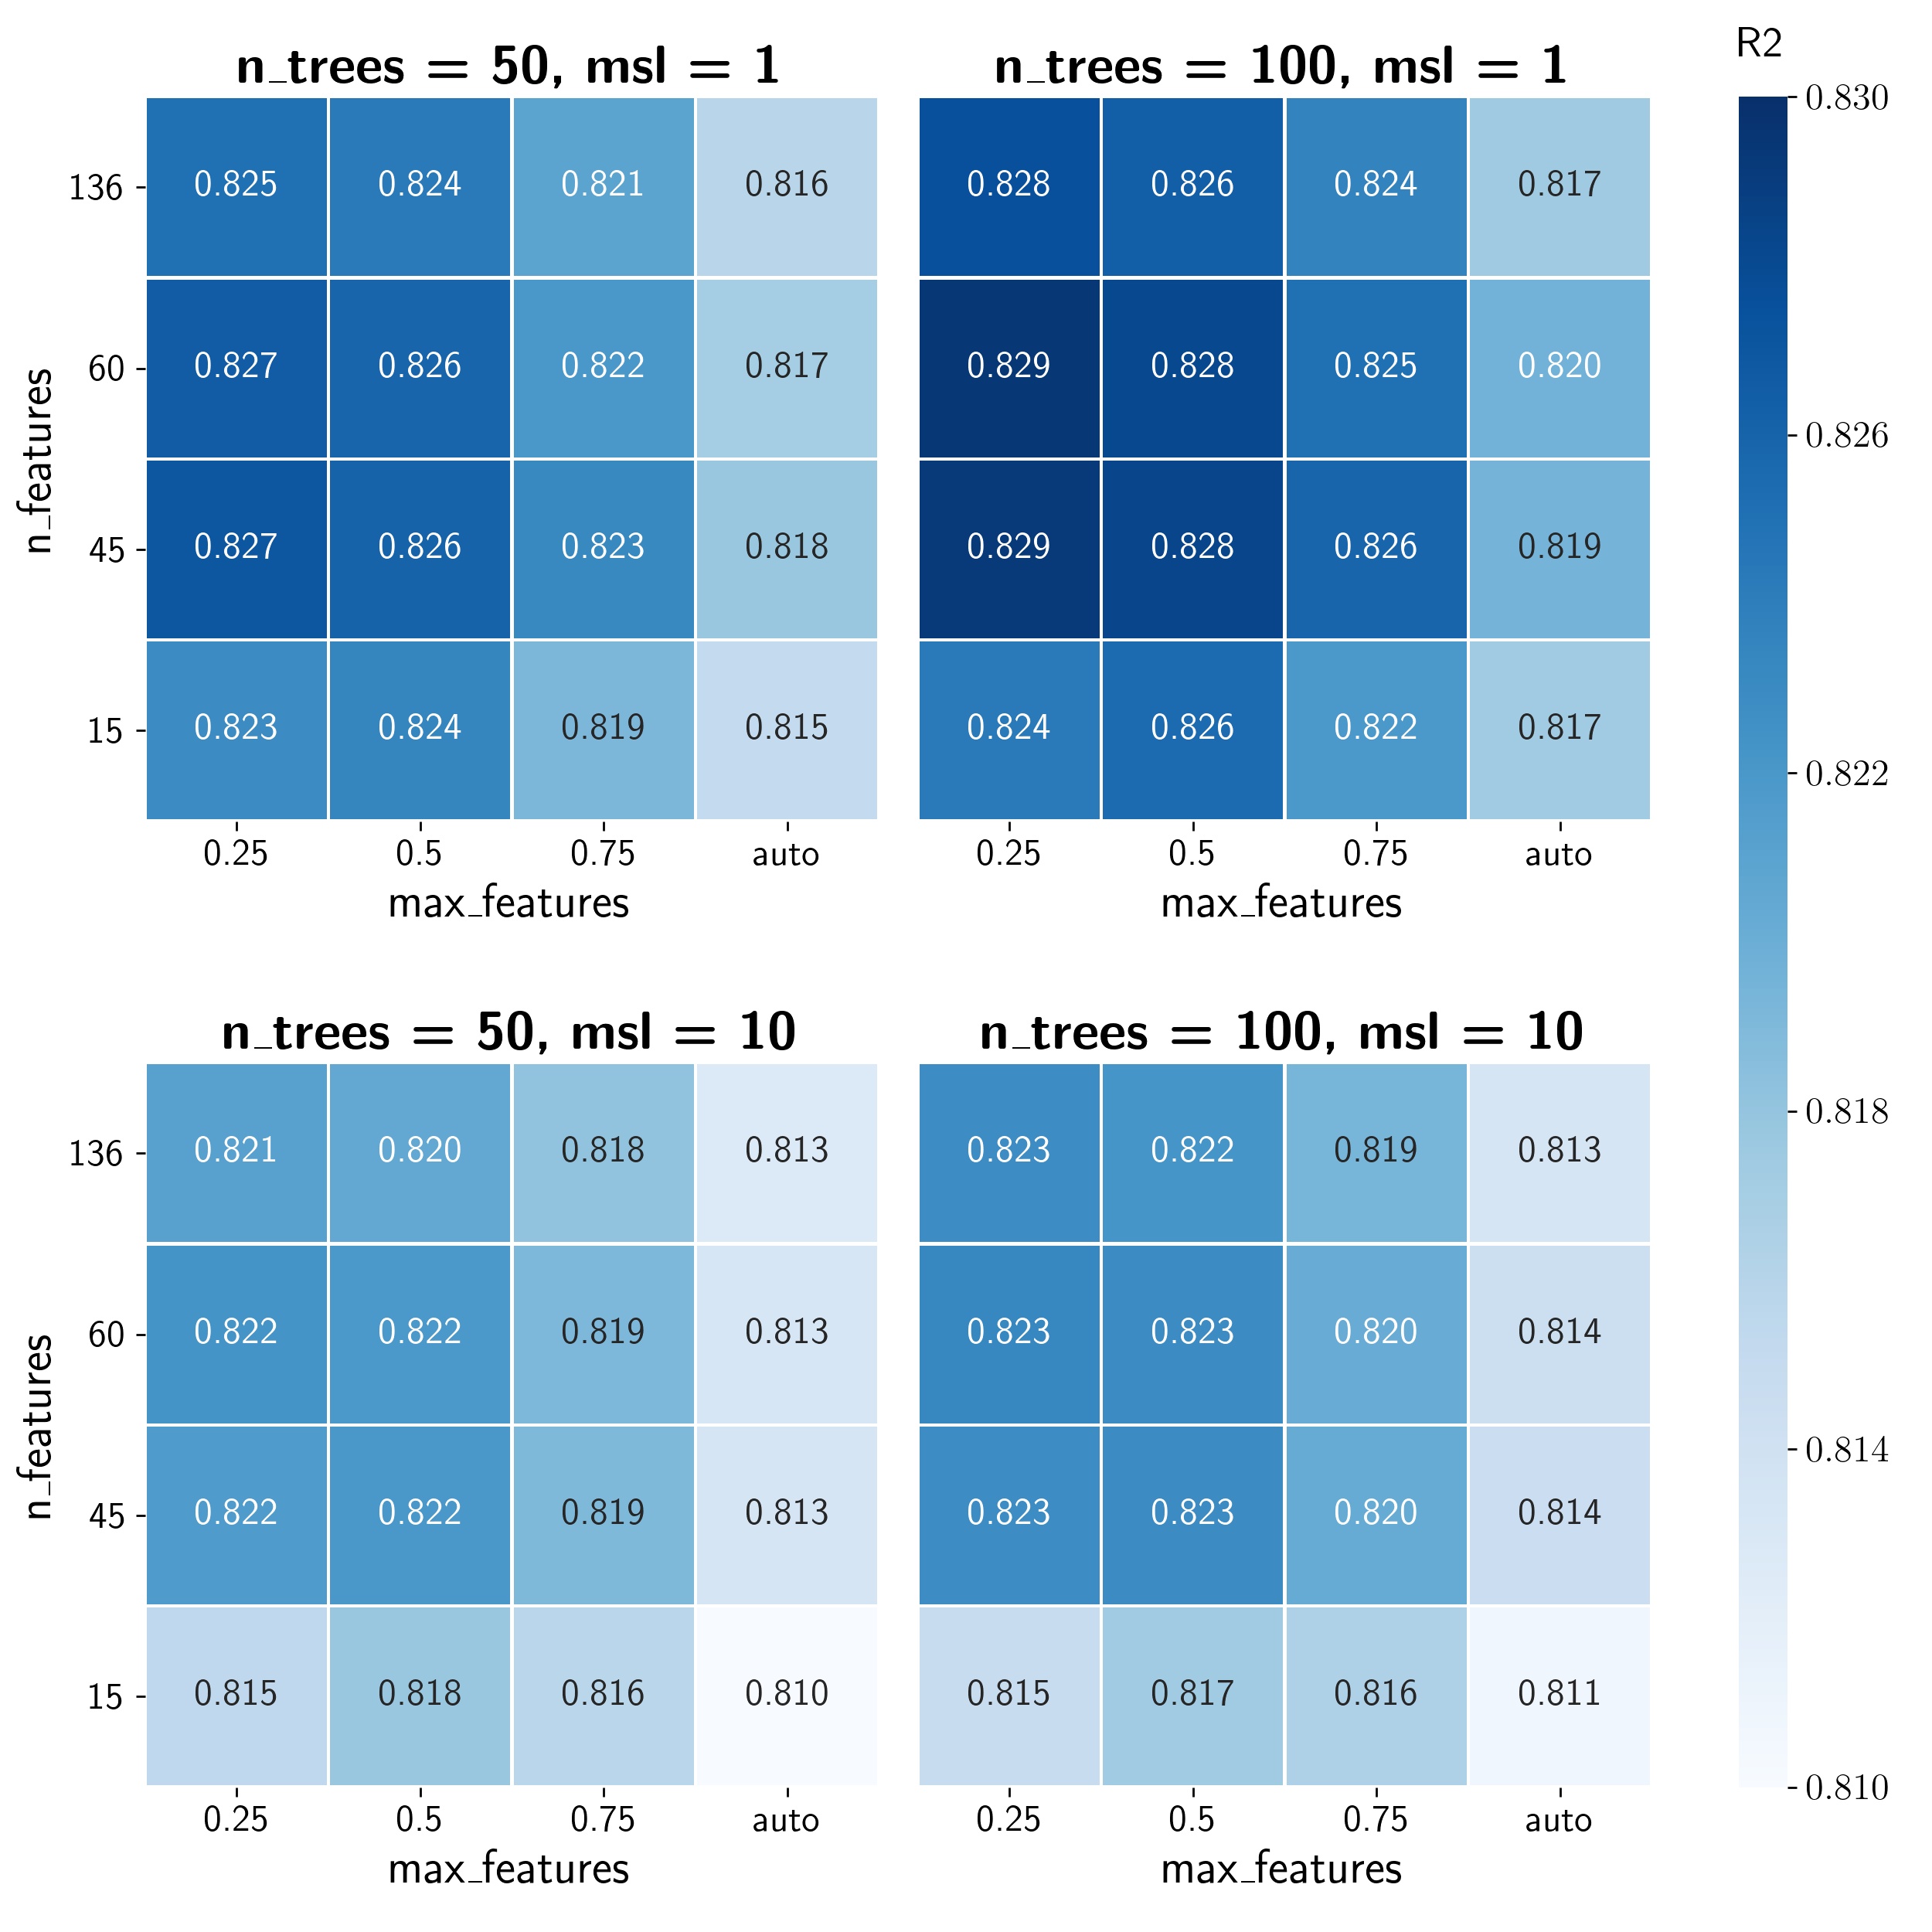 n_trees = 50, msl = 1
n_trees = 100, msl = 1
R2
n_features
136
0.825 0.824 0.821 0.816
0.828 0.826 0.824 0.817
60
0.827 0.826 0.822 0.817
0.829 0.828 0.825 0.820
45
0.827 0.826 0.823 0.818
0.829 0.828 0.826 0.819
15
0.823 0.824 0.819 0.815
0.824 0.826 0.822 0.817
0.25 0.5 0.75 auto
0.25 0.5 0.75 auto
max_features
max_features
n_trees = 50, msl = 10
n_trees = 100, msl = 10
n_features
136
0.821 0.820 0.818 0.813
0.823 0.822 0.819 0.813
60
0.822 0.822 0.819 0.813
0.823 0.823 0.820 0.814
45
0.822 0.822 0.819 0.813
0.823 0.823 0.820 0.814
15
0.815 0.818 0.816 0.810
0.815 0.817 0.816 0.811
0.25 0.5 0.75 auto
0.25 0.5 0.75 auto
max_features
max_features
0.830
0.826
0.822
0.818
0.814
0.810